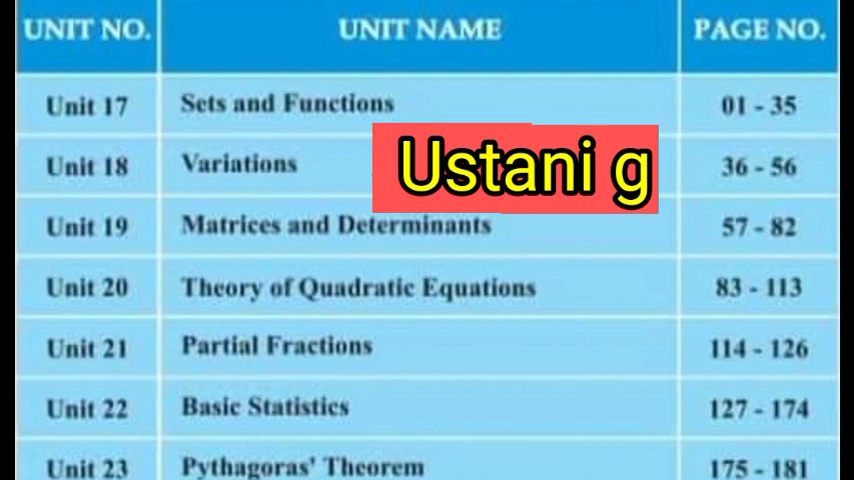 UNIT NO. UNIT NAME PAGE NO.
Unit 17 Sets and Functions 01 - 35
Ustani g
Unit 18 Variations 36 - 56
Unit 19 Matrices and Determinants 57 - 82
Unit 20 Theory of Quadratic Equations 83 - 113
Unit 21 Partial Fractions 114 - 126
Unit 22 Basic Statistics 127 - 174
Unit 23 Pythagoras' Theorem 175 - 181